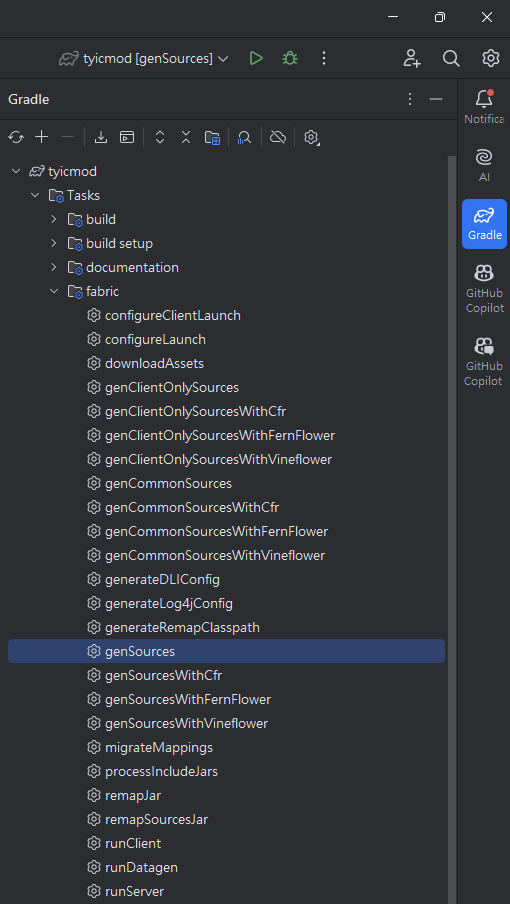 tyicmod [genSources]
Gradle
Notifica
tyicmod
AI
Tasks
build
Gradle
build setup
documentation
fabric
GitHub
Copilot
configureClientLaunch
configureLaunch
downloadAssets
GitHub
Copilot
genClientOnlySources
genClientOnlySourcesWithCfr
genClientOnlySourcesWithFernFlower
genClientOnlySourcesWithVineflower
genCommonSources
genCommonSourcesWithCfr
genCommonSourcesWithFernFlower
genCommonSourcesWithVineflower
generateDLIConfig
generateLog4jConfig
generateRemapClasspath
genSources
genSourcesWithCfr
genSourcesWithFernFlower
genSourcesWithVineflower
migrateMappings
processIncludeJars
remapJar
remapSourcesJar
runClient
runDatagen
runServer